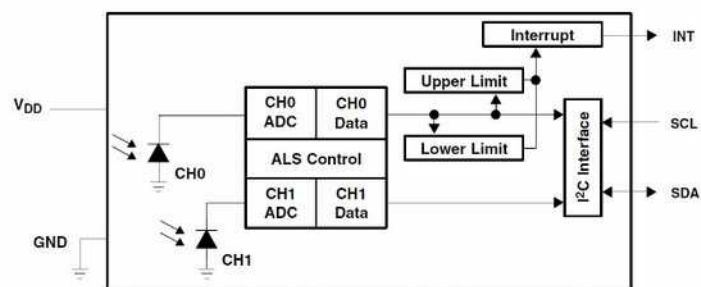 Interrupt
INT
Upper Limit
VDD
CH0
ADC
CH0
Data
SCL
Lower Limit
ALS Control
I²C Interface
CH0
CH1
ADC
CH1
Data
SDA
GND
CH1